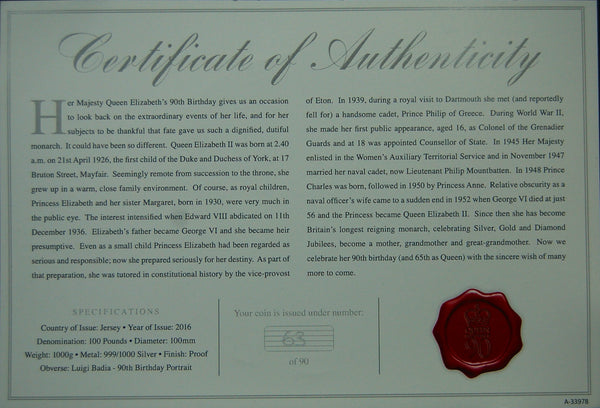 Certificate of Authenticity
Her Majesty Queen Elizabeth's 90th Birthday gives us an occasion
to look back on the extraordinary events of her life, and for her
subjects to be thankful that fate gave us such a dignified, dutiful
monarch. It could have been so different. Queen Elizabeth II was born at 2.40
a.m. on 21st April 1926, the first child of the Duke and Duchess of York, at 17
Bruton Street, Mayfair. Seemingly remote from succession to the throne, she
grew up in a warm, close family environment. Of course, as royal children,
Princess Elizabeth and her sister Margaret, born in 1930, were very much in
the public eye. The interest intensified when Edward VIII abdicated on 11th
December 1936. Elizabeth's father became George VI and she became heir
presumptive. Even as a small child Princess Elizabeth had been regarded as
serious and responsible; now she prepared seriously for her destiny. As part of
that preparation, she was tutored in constitutional history by the vice-provost
of Eton. In 1939, during a royal visit to Dartmouth she met (and reportedly
fell for) a handsome cadet, Prince Philip of Greece. During World War II,
she made her first public appearance, aged 16, as Colonel of the Grenadier
Guards and at 18 was appointed Counsellor of State. In 1945 Her Majesty
enlisted in the Women's Auxiliary Territorial Service and in November 1947
married her naval cadet, now Lieutenant Philip Mountbatten. In 1948 Prince
Charles was born, followed in 1950 by Princess Anne. Relative obscurity as a
naval officer's wife came to a sudden end in 1952 when George VI died at just
56 and the Princess became Queen Elizabeth II. Since then she has become
Britain's longest reigning monarch, celebrating Silver, Gold and Diamond
Jubilees, become a mother, grandmother and great-grandmother. Now we
celebrate her 90th birthday (and 65th as Queen) with the sincere wish of many
more to come.
SPECIFICATIONS
Country of Issue: Jersey • Year of Issue: 2016
Denomination: 100 Pounds • Diameter: 100mm
Weight: 1000g • Metal: 999/1000 Silver • Finish: Proof
Obverse: Luigi Badia - 90th Birthday Portrait
Your coin is issued under number:
63
of 90
90
A-33978